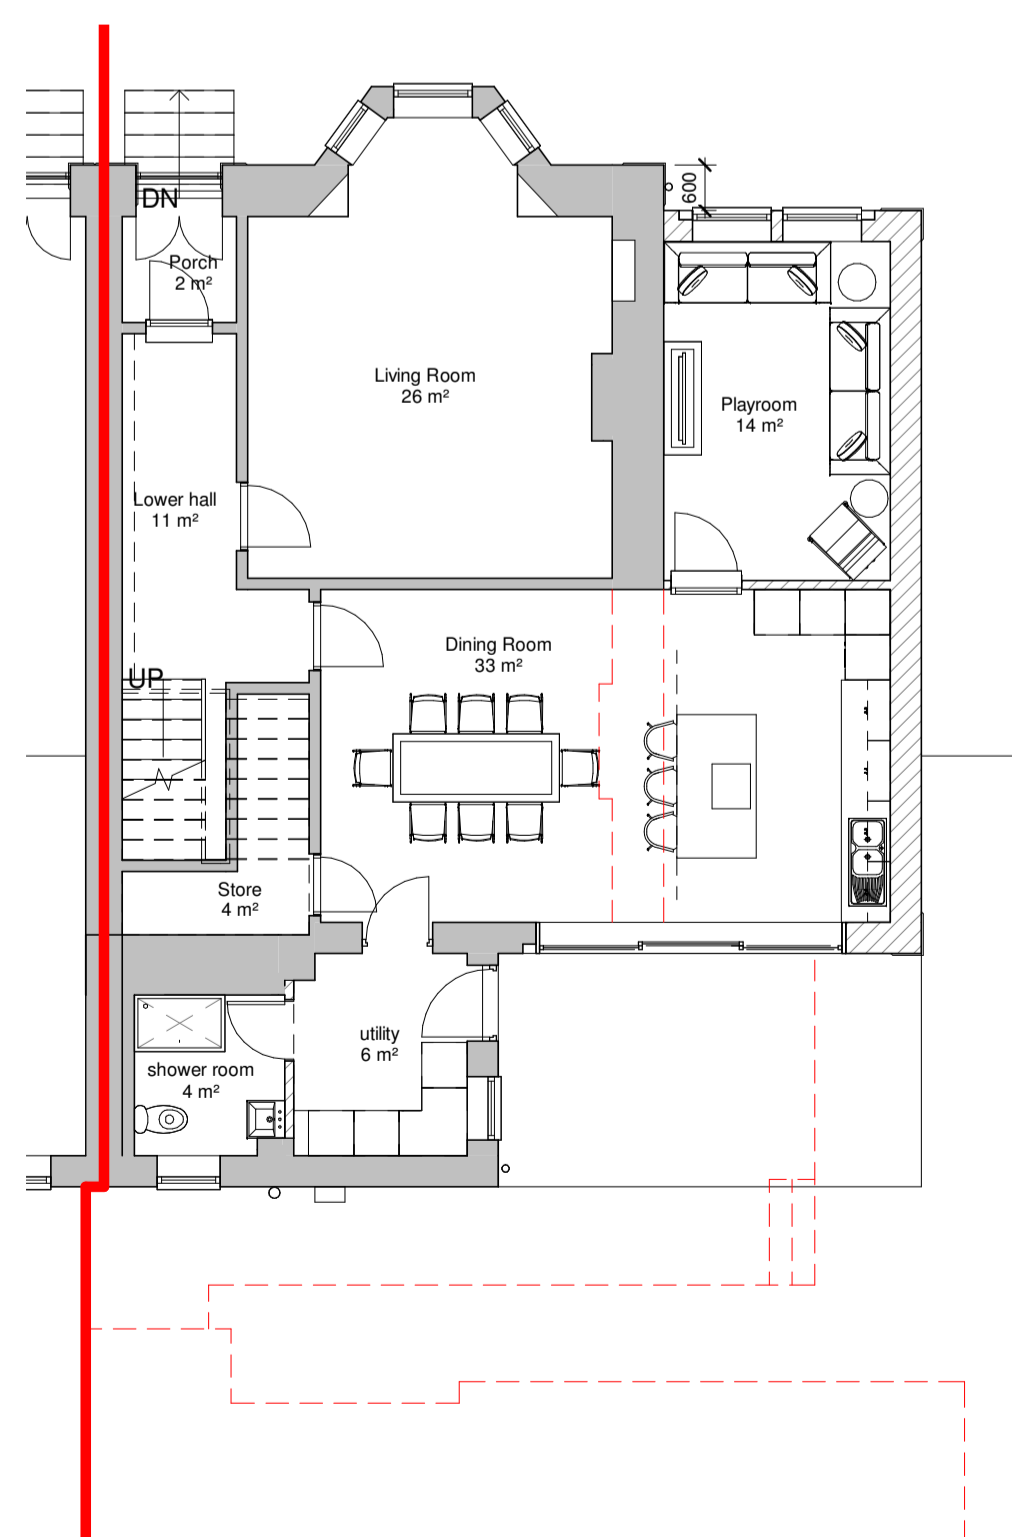 DN
600
Porch
2 m²
Living Room
26 m²
Playroom
14 m²
Lower hall
11 m²
Dining Room
33 m²
UP
Store
4 m²
utility
6 m²
shower room
4 m²